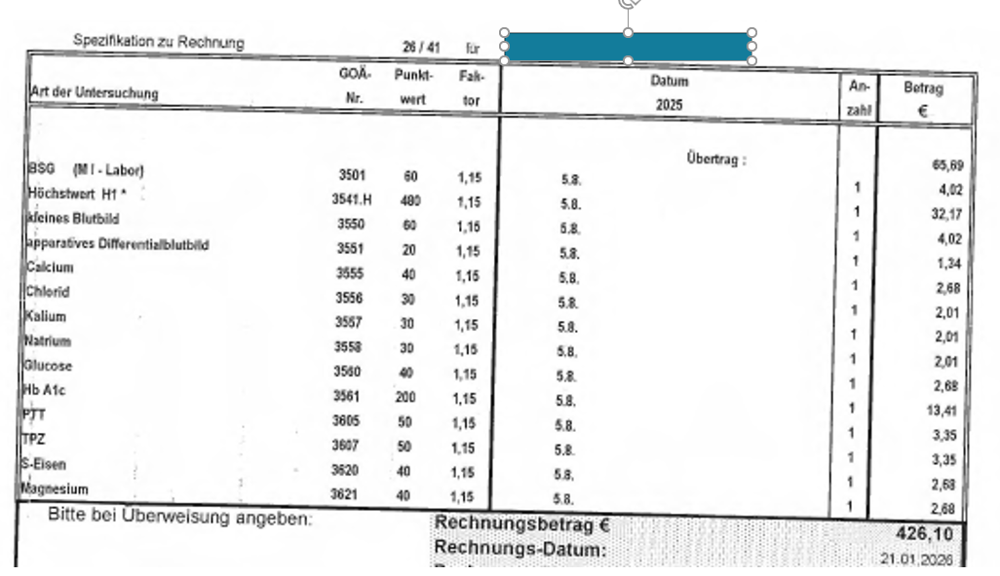 Spezifikation zu Rechnung 26 / 41 für
Art der Untersuchung GOÄ-Nr. Punkt-wert Fak-tor Datum 2025 An-zahl Betrag €
Übertrag : 65,69
BSG (M I - Labor) 3501 60 1,15 5.8. 1 4,02
Höchstwert H1 * 3541.H 480 1,15 5.8. 1 32,17
kleines Blutbild 3550 60 1,15 5.8. 1 4,02
apparatives Differentialblutbild 3551 20 1,15 5.8. 1 1,34
Calcium 3555 40 1,15 5.8. 1 2,68
Chlorid 3556 30 1,15 5.8. 1 2,01
Kalium 3557 30 1,15 5.8. 1 2,01
Natrium 3558 30 1,15 5.8. 1 2,01
Glucose 3560 40 1,15 5.8. 1 2,68
Hb A1c 3561 200 1,15 5.8. 1 13,41
PTT 3605 50 1,15 5.8. 1 3,35
TPZ 3607 50 1,15 5.8. 1 3,35
S-Eisen 3620 40 1,15 5.8. 1 2,68
Magnesium 3621 40 1,15 5.8. 1 2,68
Bitte bei Überweisung angeben: Rechnungsbetrag € 426,10
Rechnungs-Datum: 21.01.2026